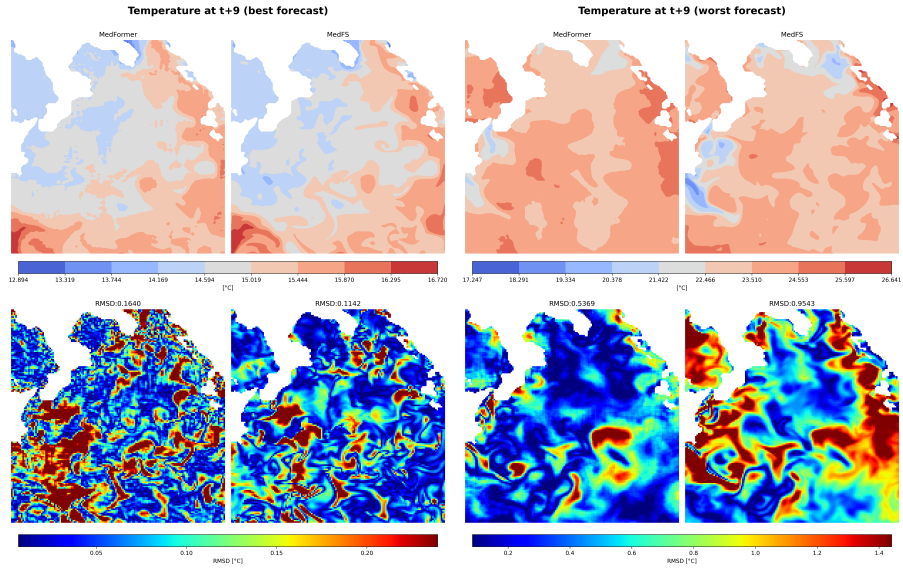 Temperature at t+9 (best forecast)
MedFormer
MedFS
12.894 13.319 13.744 14.169 14.594 15.019 15.444 15.870 16.295 16.720
[°C]
RMSD:0.1640
RMSD:0.1142
0.05 0.10 0.15 0.20
RMSD [°C]
Temperature at t+9 (worst forecast)
MedFormer
MedFS
17.247 18.291 19.334 20.378 21.422 22.466 23.510 24.553 25.597 26.641
[°C]
RMSD:0.5369
RMSD:0.9543
0.2 0.4 0.6 0.8 1.0 1.2 1.4
RMSD [°C]